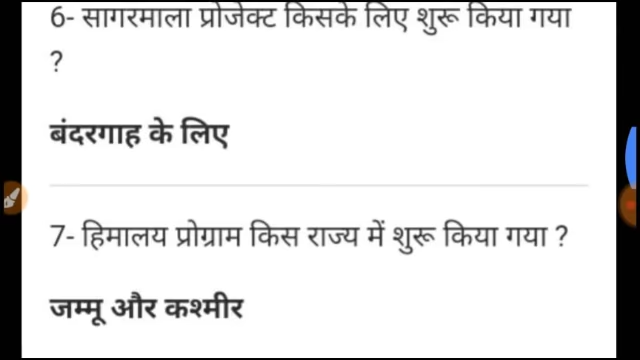 6- सागरमाला प्रोजेक्ट किसके लिए शुरू किया गया
?
बंदरगाह के लिए
7- हिमालय प्रोग्राम किस राज्य में शुरू किया गया ?
जम्मू और कश्मीर